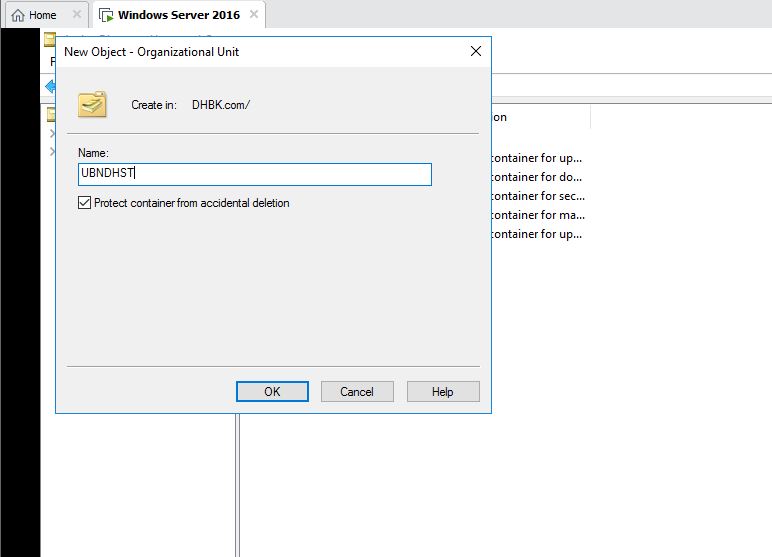 Home
Windows Server 2016
New Object - Organizational Unit
Create in: DHBK.com/
Name:
UBNDHST
Protect container from accidental deletion
OK
Cancel
Help
container for up...
container for do...
container for sec...
container for ma...
container for up...